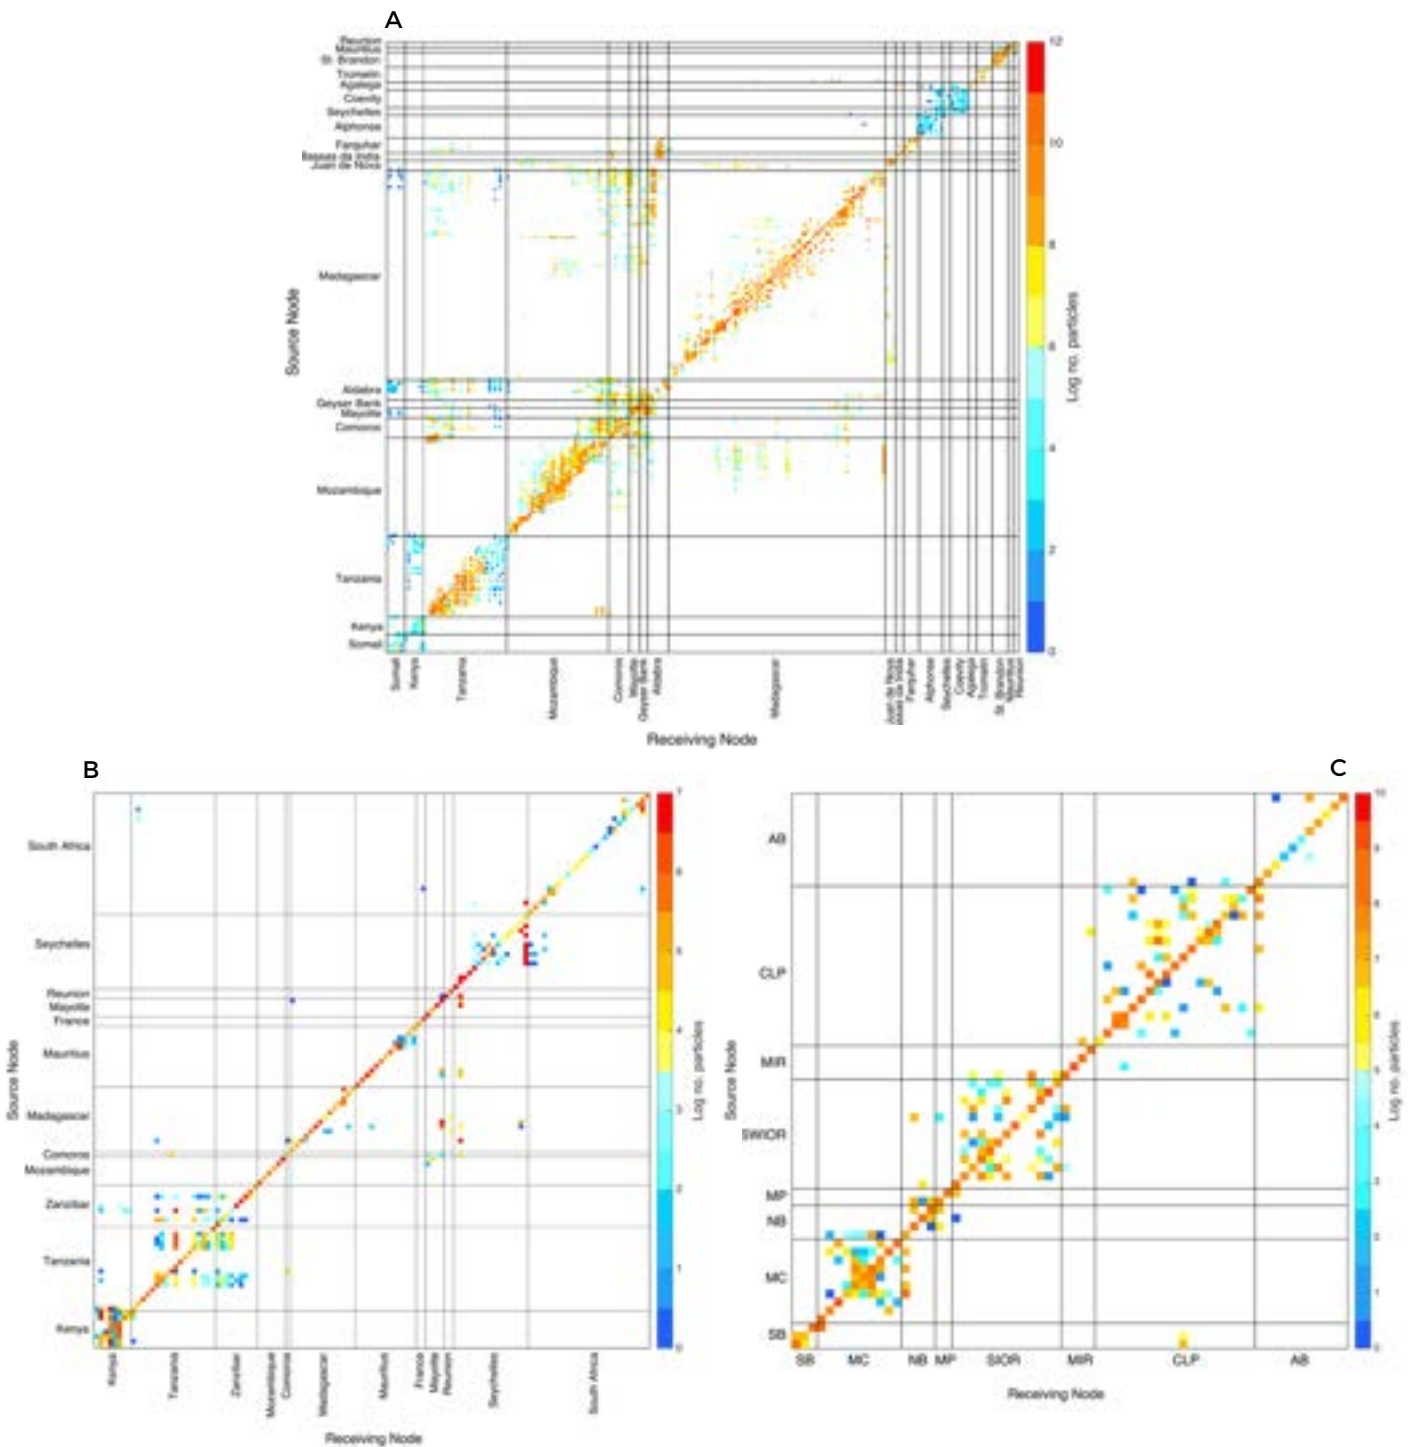 A
Reunion
Mauritius
St. Brandon
Tromelin
Agalega
Coevity
Seychelles
Alphonse
Farquhar
Bassas da India
Juan de Nova
Madagascar
Aldabra
Geyser Bank
Mayotte
Comoros
Mozambique
Tanzania
Kenya
Somali
Source Node
Somali
Kenya
Tanzania
Mozambique
Comoros
Mayotte
Geyser Bank
Aldabra
Madagascar
Juan de Nova
Farquhar
Alphonse
Seychelles
Coevity
Agalega
Tromelin
St. Brandon
Mauritius
Reunion
Receiving Node
12
10
8
6
4
2
0
Log no. particles
B
South Africa
Seychelles
Reunion
Mayotte
France
Mauritius
Madagascar
Comoros
Mozambique
Zanzibar
Tanzania
Kenya
Source Node
Kenya
Tanzania
Zanzibar
Mozambique
Comoros
Madagascar
Mauritius
France
Mayotte
Reunion
Seychelles
South Africa
Receiving Node
7
6
5
4
3
2
1
0
Log no. particles
C
AB
CLP
MIR
SWIOR
MP
NB
MC
SB
Source Node
SB
MC
NB
MP
SIOR
MIR
CLP
AB
Receiving Node
10
9
8
7
6
5
4
3
2
1
0
Log no. particles